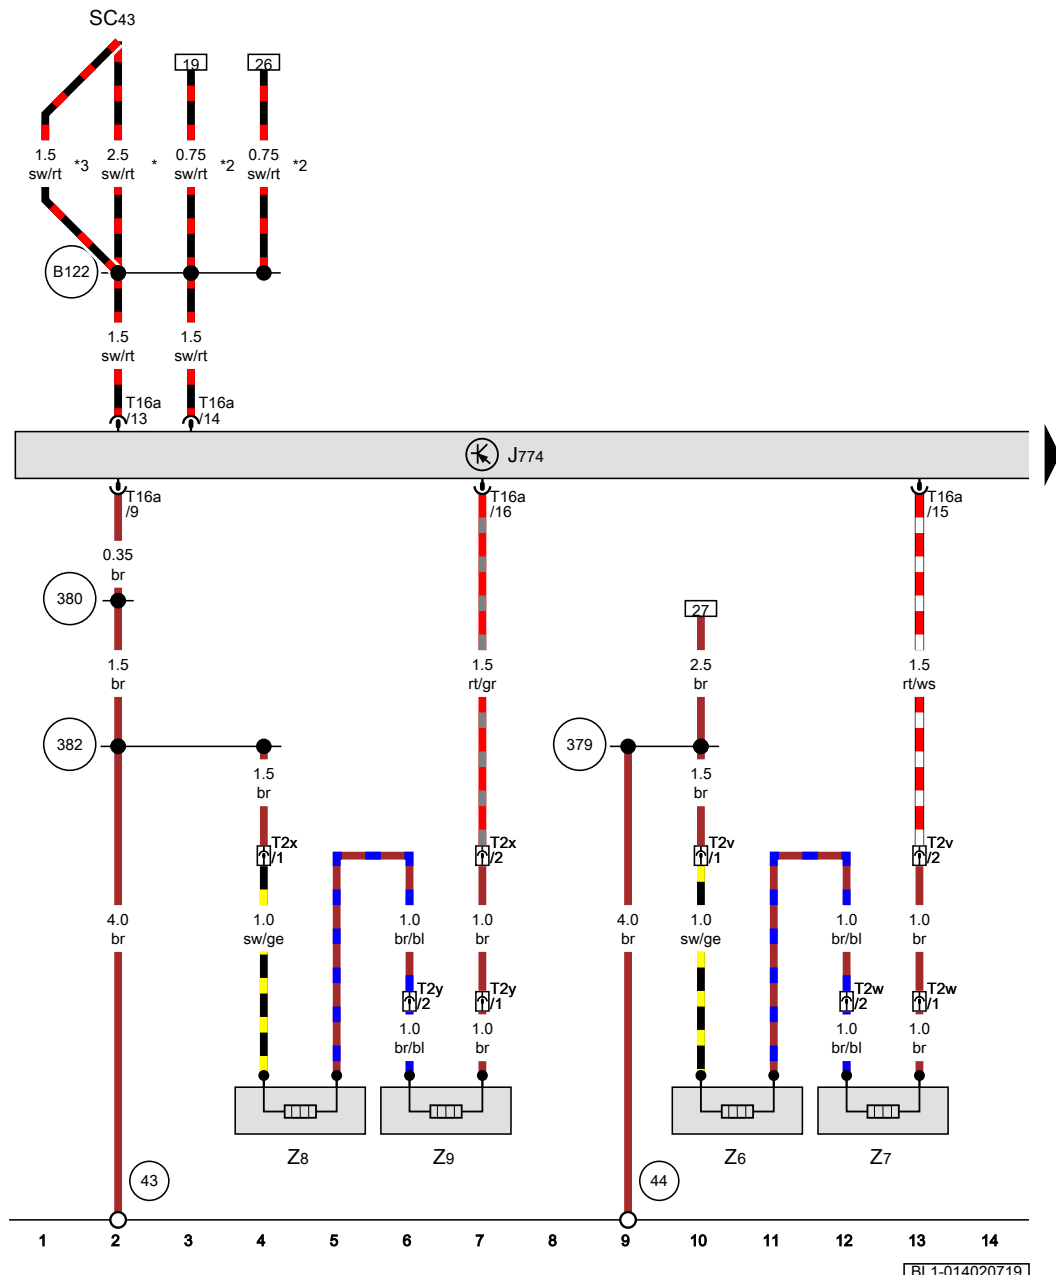 SC43
19 26
1.5 *3 2.5 * 0.75 *2 0.75 *2
sw/rt sw/rt sw/rt sw/rt
B122
1.5 1.5
sw/rt sw/rt
T16a T16a
/13 /14
J774
T16a T16a T16a
/9 /16 /15
0.35
br
380
27
1.5 1.5 2.5 1.5
br rt/gr br rt/ws
382 379
1.5 1.5
br br
T2x T2x T2v T2v
/1 /2 /1 /2
4.0 1.0 1.0 1.0 4.0 1.0 1.0 1.0
br sw/ge br/bl br br sw/ge br/bl br
T2y T2y T2w T2w
/2 /1 /2 /1
1.0 1.0 1.0 1.0
br/bl br br/bl br
Z8 Z9 Z6 Z7
43 44
1 2 3 4 5 6 7 8 9 10 11 12 13 14
BL1-014020719